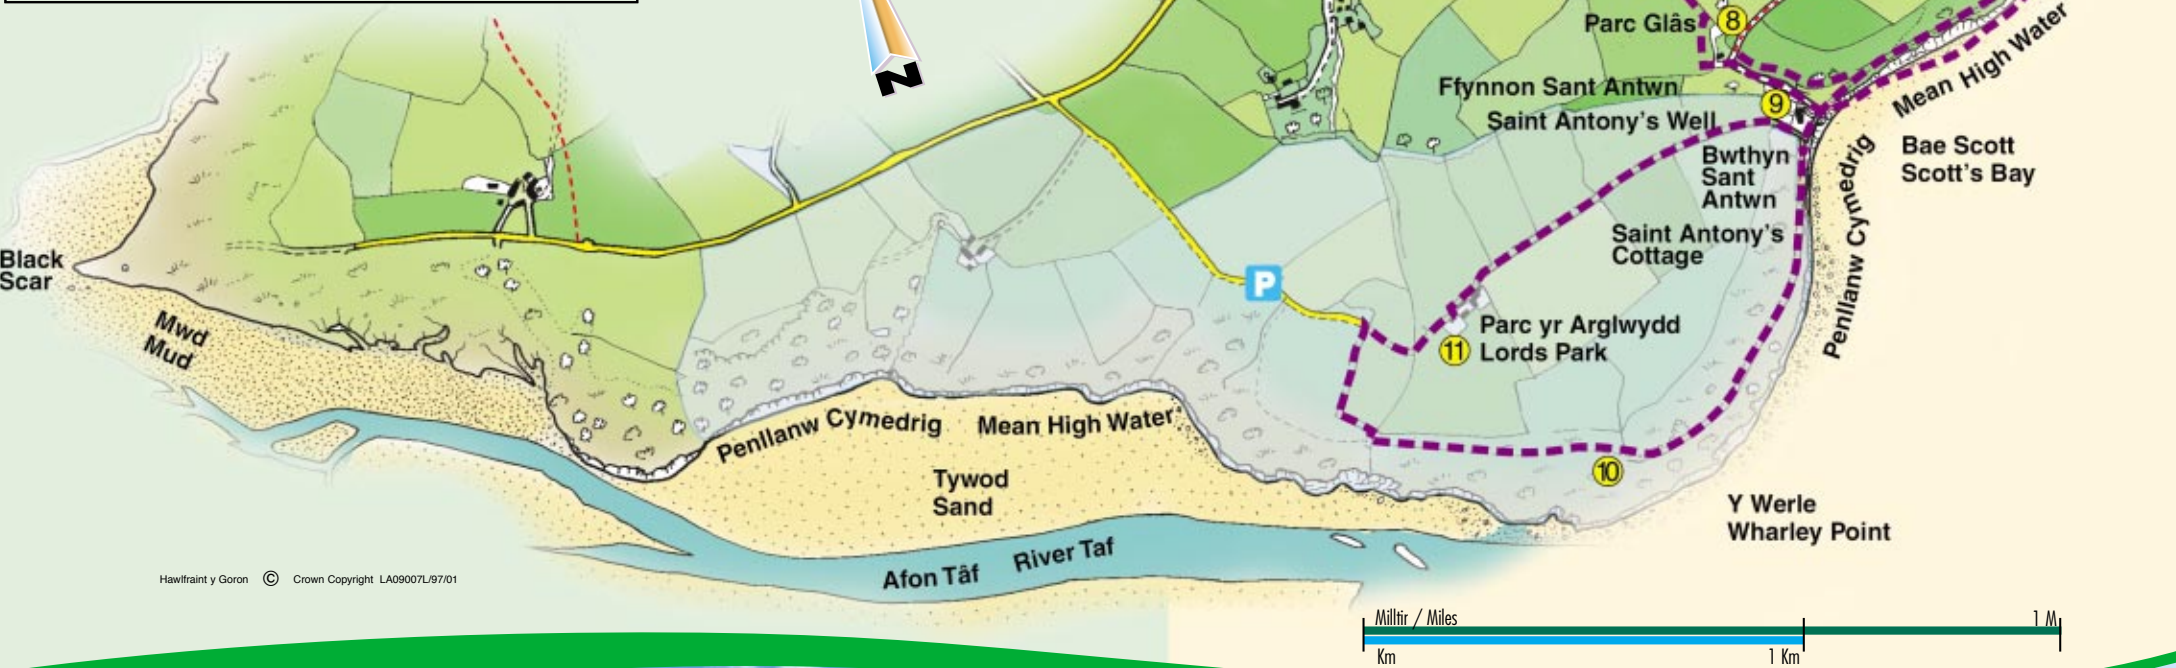 N
Parc Glâs
8
Mean High Water
Ffynnon Sant Antwn
Saint Antony's Well
9
Bae Scott
Scott's Bay
Bwthyn
Sant
Antwn
Saint Antony's
Cottage
Penllanw Cymedrig
Black
Scar
P
Mwd
Mud
11
Parc yr Arglwydd
Lords Park
Penllanw Cymedrig
Mean High Water
Tywod
Sand
10
Y Werle
Wharley Point
Afon Tâf
River Taf
Hawlfraint y Goron © Crown Copyright LA09007L/97/01
Milltir / Miles 1 M
Km 1 Km